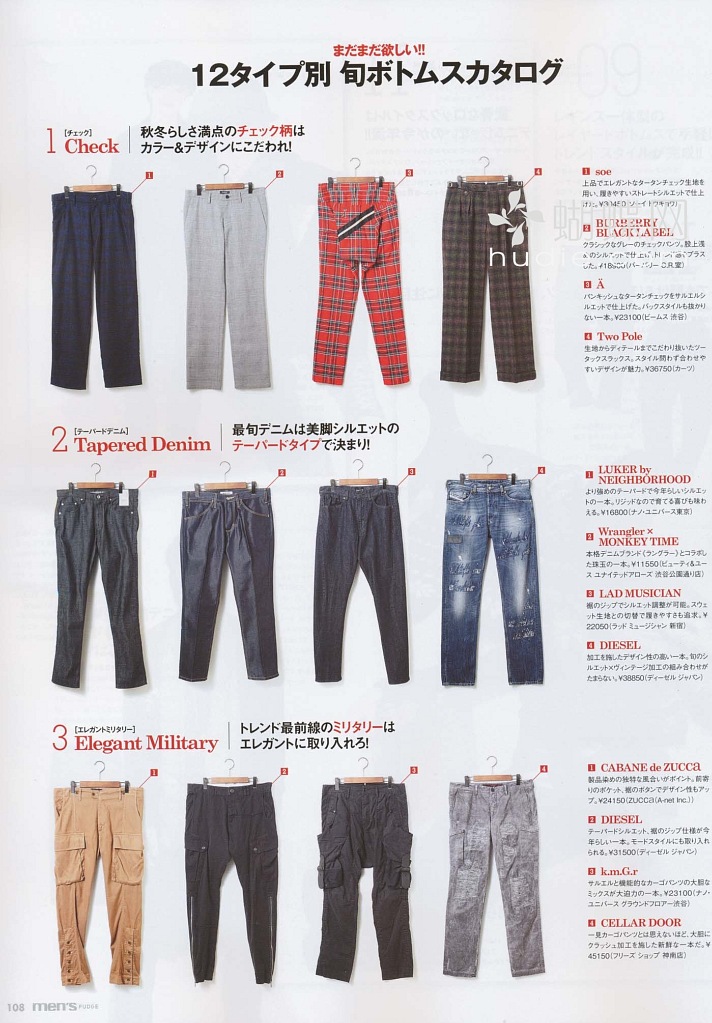 まだまだ欲しい!!
12タイプ別 旬ボトムスカタログ
1 [チェック] Check
秋冬らしさ満点のチェック柄は
カラー&デザインにこだわれ!
1
2
3
4
1 soe
上品でエレガントなタータンチェック生地を
用い、履きやすいストレートシルエットで仕上
げた。¥30450(ソーイトウキョウ)
2 BURBERRY
BLACK LABEL
クラシックなグレーのチェックパンツ。股上浅
めのシルエットで仕上げ、
プラス
した。¥18900(バーバリー C.R.室)
3 Ä
パンキッシュなタータンチェックをサルエルシ
ルエットで仕上げた。バックスタイルも抜かり
ない一本。¥23100(ビームス 渋谷)
4 Two Pole
生地からディテールまでこだわり抜いたツー
タックスラックス。スタイル問わず合わせや
すいデザインが魅力。¥36750(カーツ)
2 [テーパードデニム] Tapered Denim
最旬デニムは美脚シルエットの
テーパードタイプで決まり!
1
2
3
4
1 LUKER by
NEIGHBORHOOD
より強めのテーパードで今年らしいシルエッ
トの一本。リジッドなので育てる喜びも味わ
える。¥16800(ナノ・ユニバース東京)
2 Wrangler ×
MONKEY TIME
本格デニムブランド〈ラングラー〉とコラボし
た珠玉の一本。¥11550(ビューティ&ユー
ス ユナイテッドアローズ 渋谷公園通り店)
3 LAD MUSICIAN
裾のジップでシルエット調整が可能。スウェ
ット生地との切替で履きやすさも追求。¥
22050(ラッド ミュージシャン 新宿)
4 DIESEL
加工を施したデザイン性の高い一本。旬のシ
ルエット×ヴィンテージ加工の組み合わせが
たまらない。¥38850(ディーゼル ジャパン)
3 [エレガントミリタリー] Elegant Military
トレンド最前線のミリタリーは
エレガントに取り入れろ!
1
2
3
4
1 CABANE de ZUCCa
製品染めの独特な風合いがポイント。前寄
りのポケット、裾のボタンでデザイン性もアッ
プ。¥24150(ZUCCa(A-net Inc.))
2 DIESEL
テーパードシルエット、裾のジップ仕様が今
年らしい一本。モードスタイルにも取り入れ
られる。¥31500(ディーゼル ジャパン)
3 k.m.G.r
サルエルと機能的なカーゴパンツの大胆な
ミックスが大迫力の一本。¥23100(ナノ・
ユニバース グラウンドフロアー渋谷)
4 CELLAR DOOR
一見カーゴパンツとは思えないほど、大胆に
クラッシュ加工を施した新鮮な一本だ。¥
45150(フリーズ ショップ 神南店)
108 men's FUDGE